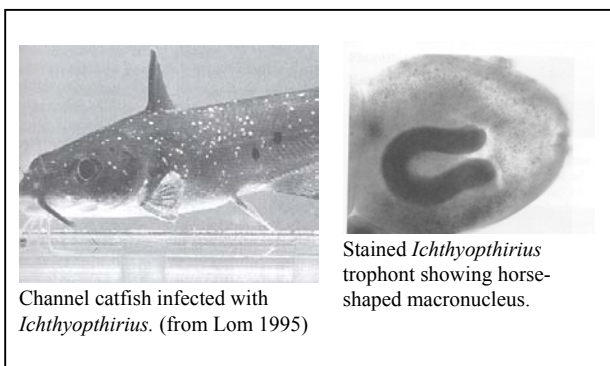 Channel catfish infected with
Ichthyopthirius. (from Lom 1995)
Stained Ichthyopthirius
trophont showing horse-
shaped macronucleus.